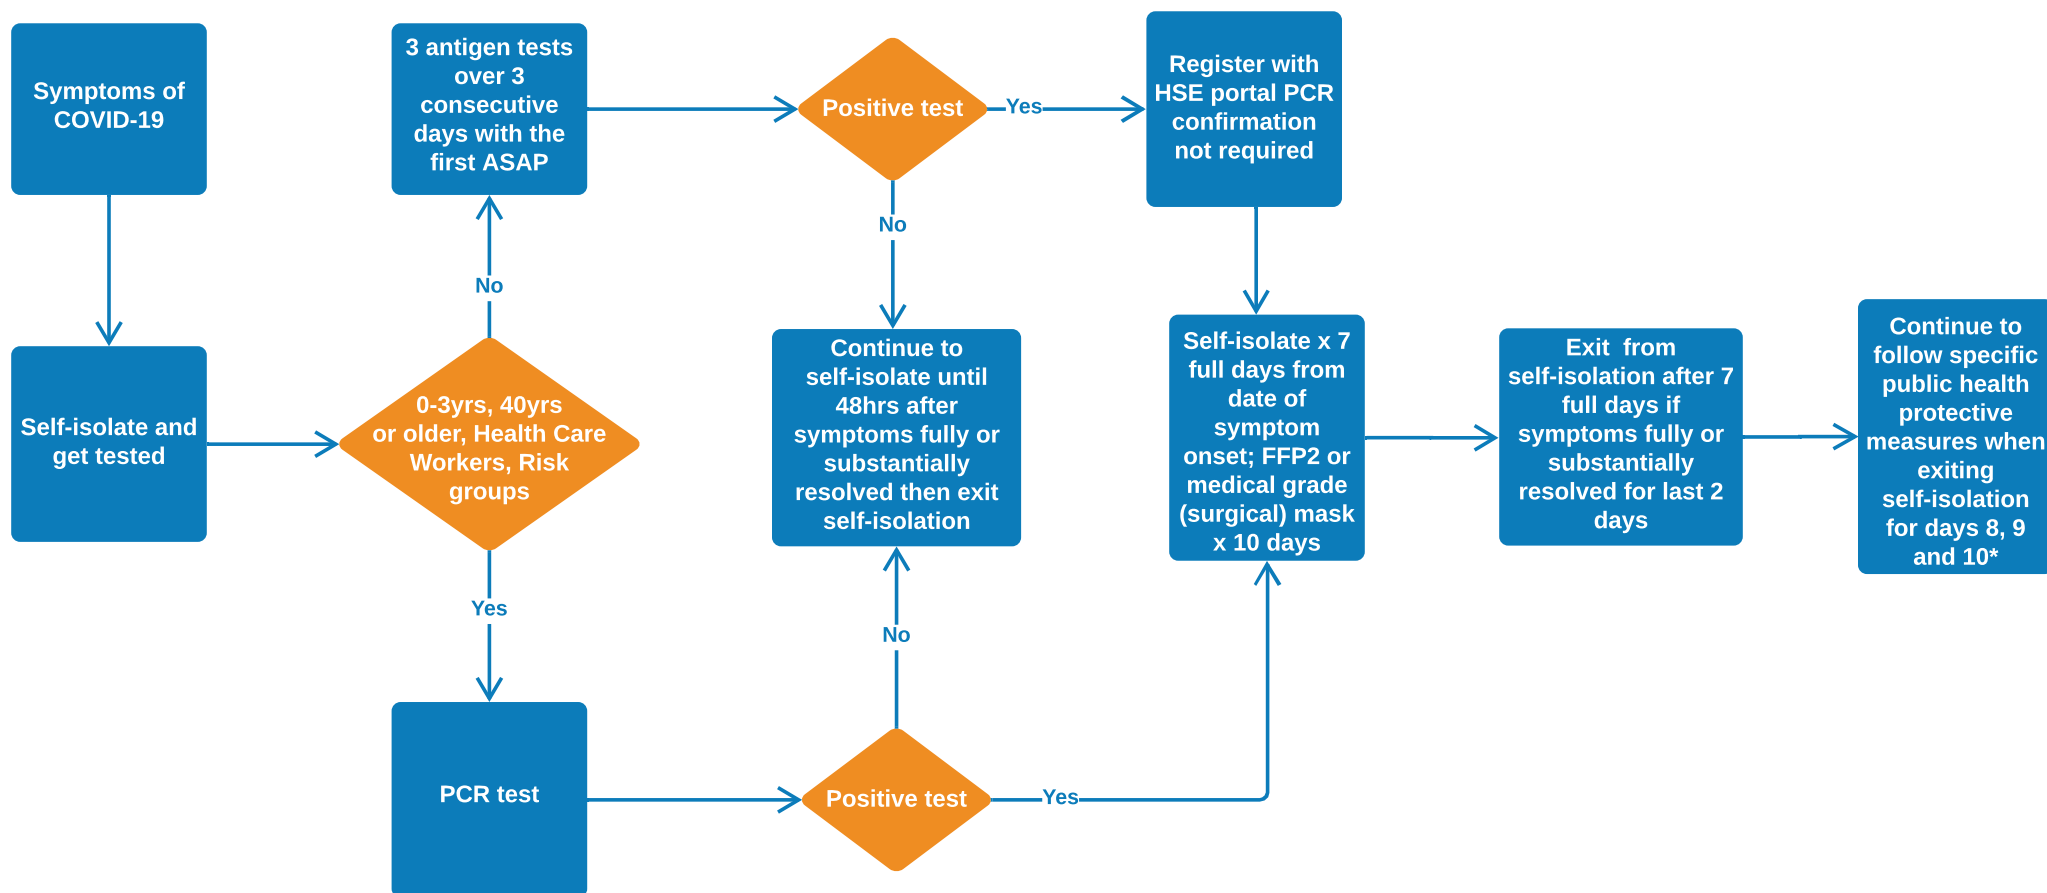 Symptoms of
COVID-19
Self-isolate and
get tested
0-3yrs, 40yrs
or older, Health Care
Workers, Risk
groups
No
3 antigen tests
over 3
consecutive
days with the
first ASAP
Yes
PCR test
Positive test
Yes
No
Register with
HSE portal PCR
confirmation
not required
Continue to
self-isolate until
48hrs after
symptoms fully or
substantially
resolved then exit
self-isolation
No
Positive test
Yes
Self-isolate x 7
full days from
date of
symptom
onset; FFP2 or
medical grade
(surgical) mask
x 10 days
Exit from
self-isolation after 7
full days if
symptoms fully or
substantially
resolved for last 2
days
Continue to
follow specific
public health
protective
measures when
exiting
self-isolation
for days 8, 9
and 10*